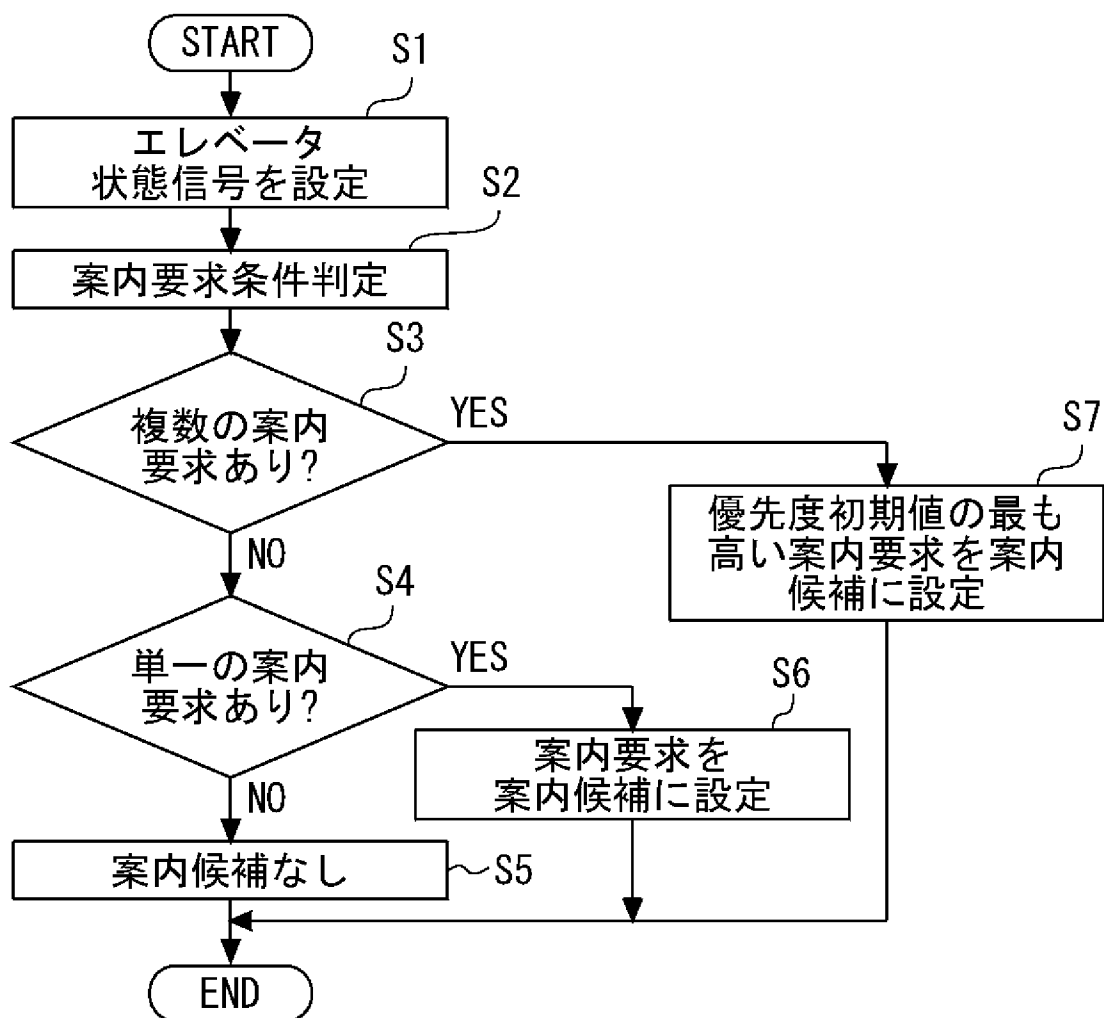 START
S1
エレベータ
状態信号を設定
S2
案内要求条件判定
S3
複数の案内
要求あり?
YES
S7
優先度初期値の最も
高い案内要求を案内
候補に設定
NO
S4
単一の案内
要求あり?
YES
S6
案内要求を
案内候補に設定
NO
案内候補なし
S5
END